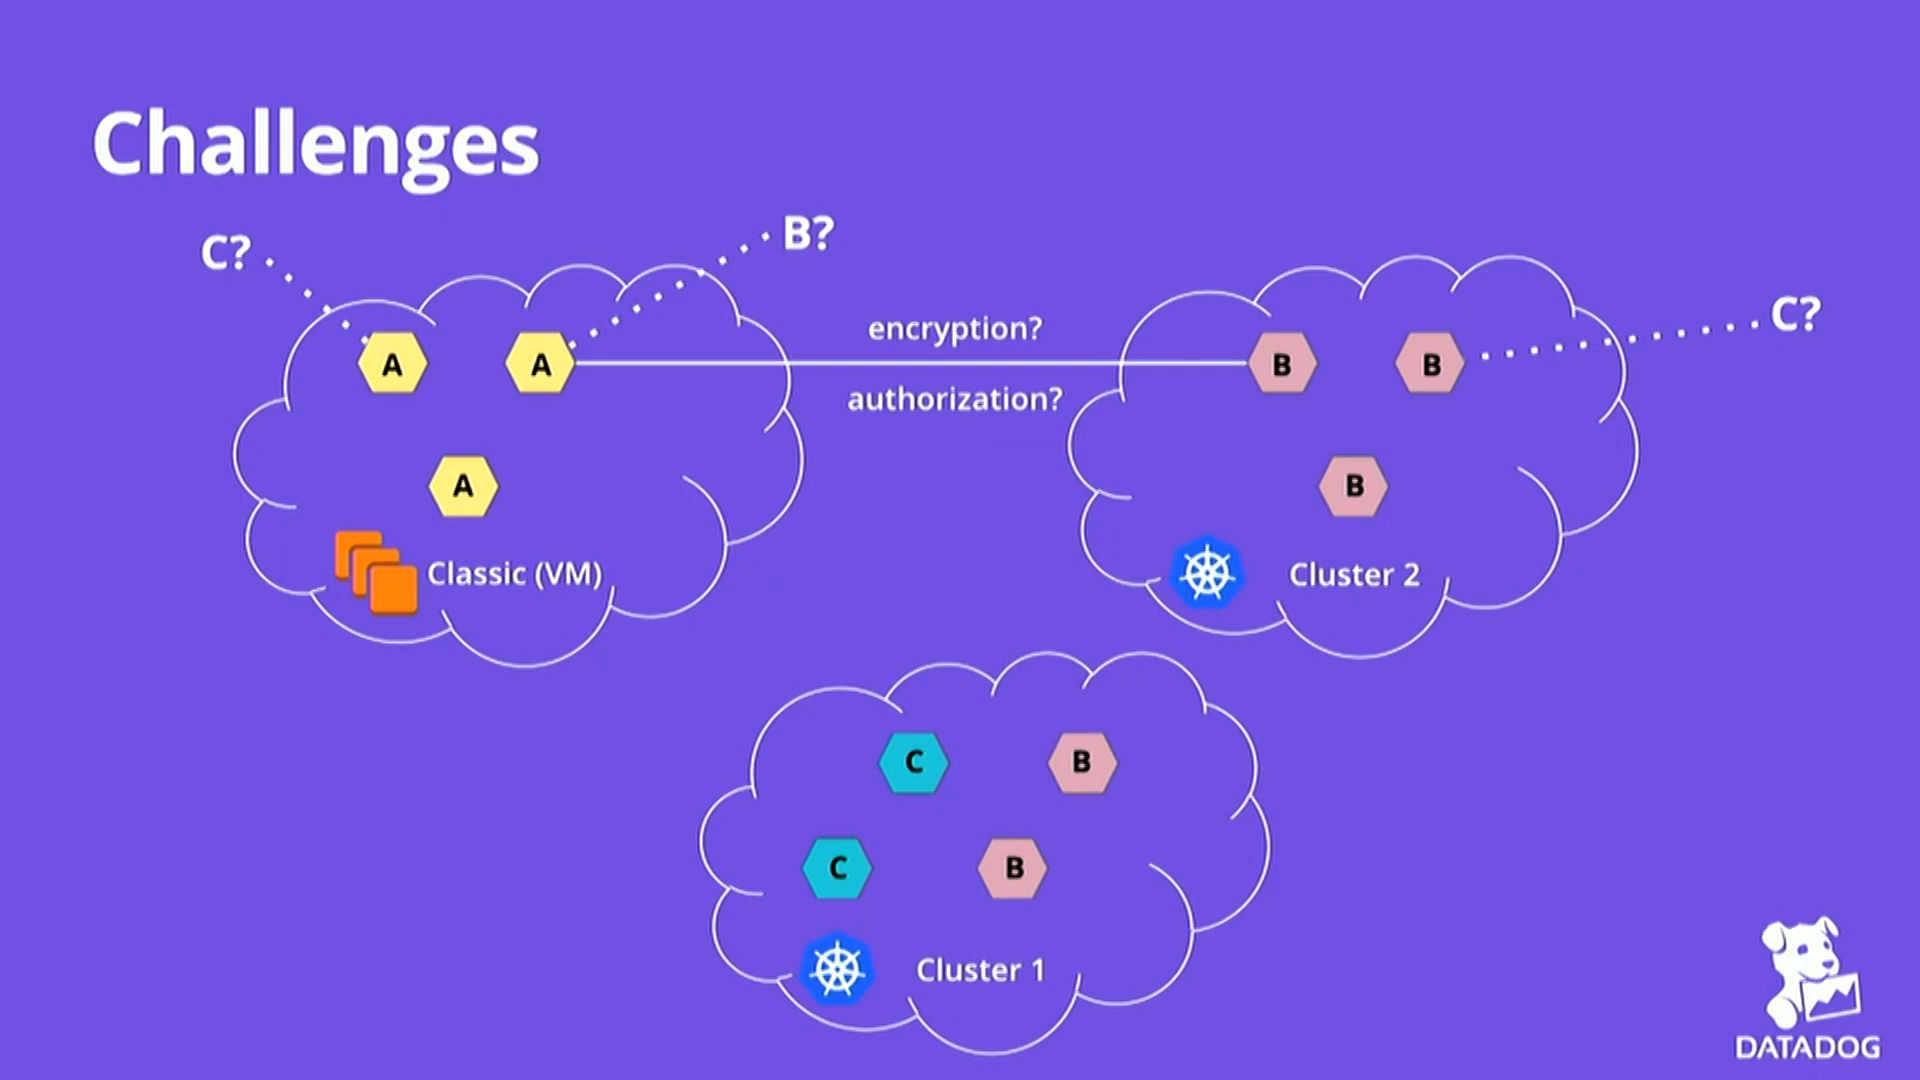 Challenges
C?
B?
encryption?
authorization?
C?
A
A
B
B
A
B
Classic (VM)
Cluster 2
C
B
C
B
Cluster 1
DATADOG